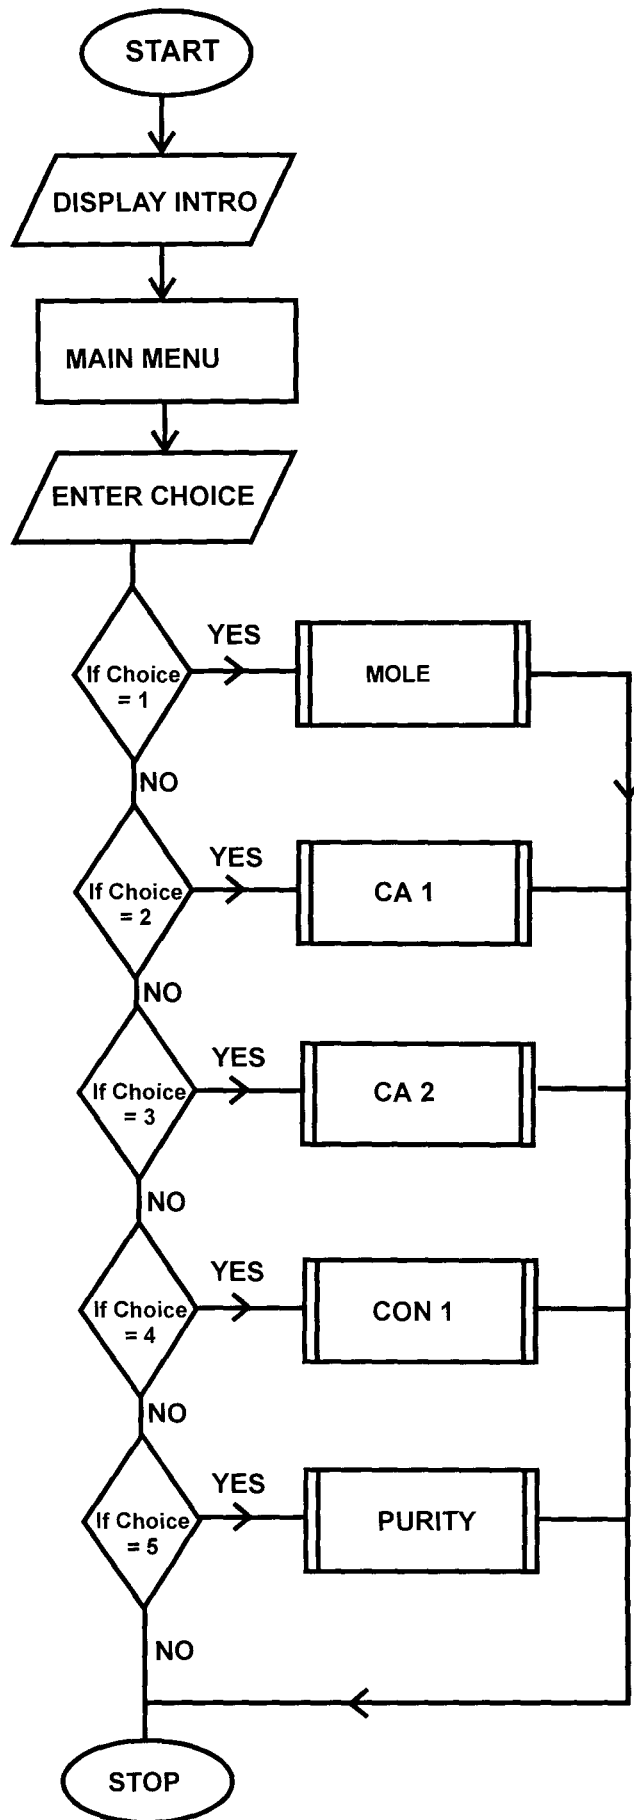 START
DISPLAY INTRO
MAIN MENU
ENTER CHOICE
YES
If Choice
= 1
MOLE
NO
YES
If Choice
= 2
CA 1
NO
YES
If Choice
= 3
CA 2
NO
YES
If Choice
= 4
CON 1
NO
YES
If Choice
= 5
PURITY
NO
STOP